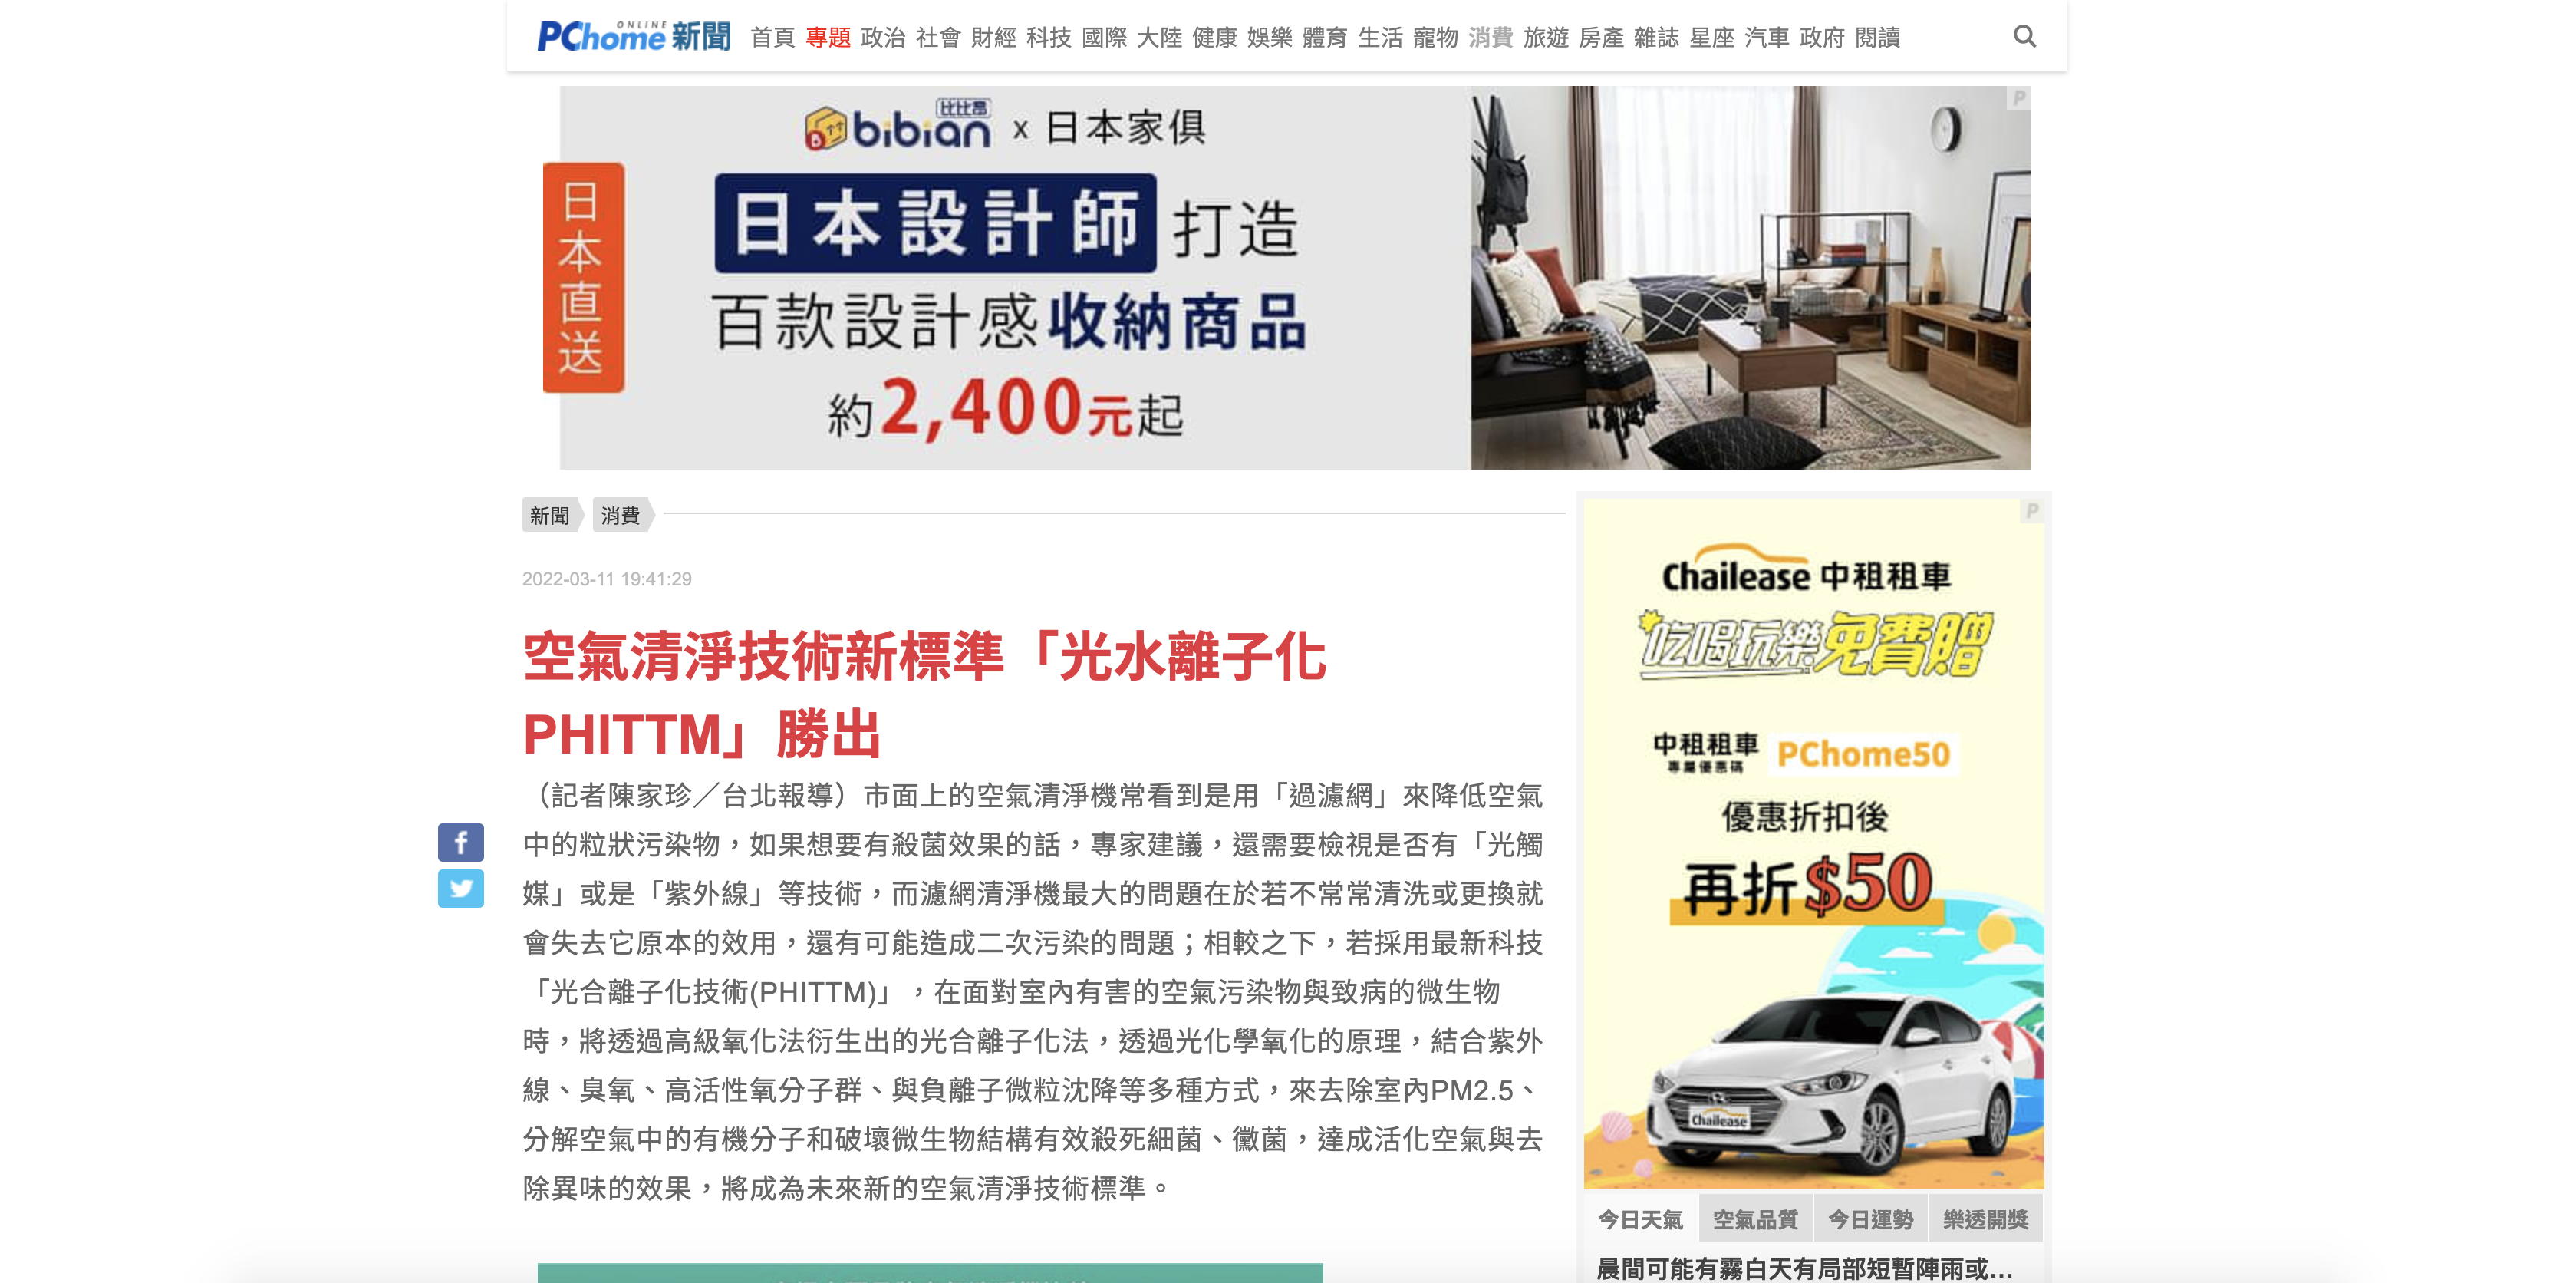 PChome ONLINE 新聞 首頁 專題 政治 社會 財經 科技 國際 大陸 健康 娛樂 體育 生活 寵物 消費 旅遊 房產 雜誌 星座 汽車 政府 閱讀
比比昂
bibian x 日本家俱
日本直送
日本設計師 打造
百款設計感收納商品
約2,400元起
P
新聞 消費
2022-03-11 19:41:29
空氣清淨技術新標準「光水離子化
PHITTM」勝出
（記者陳家珍／台北報導）市面上的空氣清淨機常看到是用「過濾網」來降低空氣
中的粒狀污染物，如果想要有殺菌效果的話，專家建議，還需要檢視是否有「光觸
媒」或是「紫外線」等技術，而濾網清淨機最大的問題在於若不常常清洗或更換就
會失去它原本的效用，還有可能造成二次污染的問題；相較之下，若採用最新科技
「光合離子化技術(PHITTM)」，在面對室內有害的空氣污染物與致病的微生物
時，將透過高級氧化法衍生出的光合離子化法，透過光化學氧化的原理，結合紫外
線、臭氧、高活性氧分子群、與負離子微粒沈降等多種方式，來去除室內PM2.5、
分解空氣中的有機分子和破壞微生物結構有效殺死細菌、黴菌，達成活化空氣與去
除異味的效果，將成為未來新的空氣清淨技術標準。
f
P
Chailease 中租租車
吃喝玩樂免費贈
中租租車
專屬優惠碼
PChome50
優惠折扣後
再折$50
Chailease
今日天氣 空氣品質 今日運勢 樂透開獎
晨間可能有霧白天有局部短暫陣雨或...